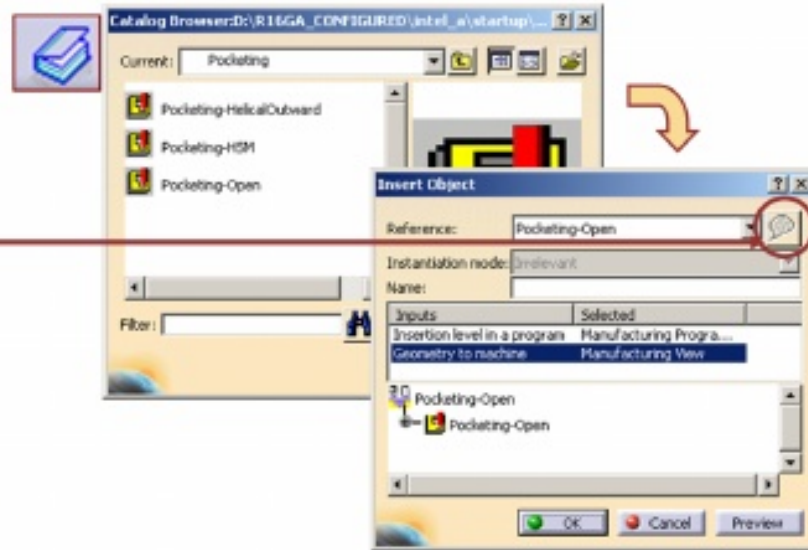 Catalog Browser:D:\R16GA_CONFIGURED\intel_a\startup\...
Current: Pocketing
Pocketing-HelicalOutward
Pocketing-HSM
Pocketing-Open
Filter:
Insert Object
Reference: Pocketing-Open
Instantiation mode: Irrelevant
Name:
Inputs Selected
Insertion level in a program Manufacturing Progra...
Geometry to machine Manufacturing View
Pocketing-Open
Pocketing-Open
OK Cancel Preview